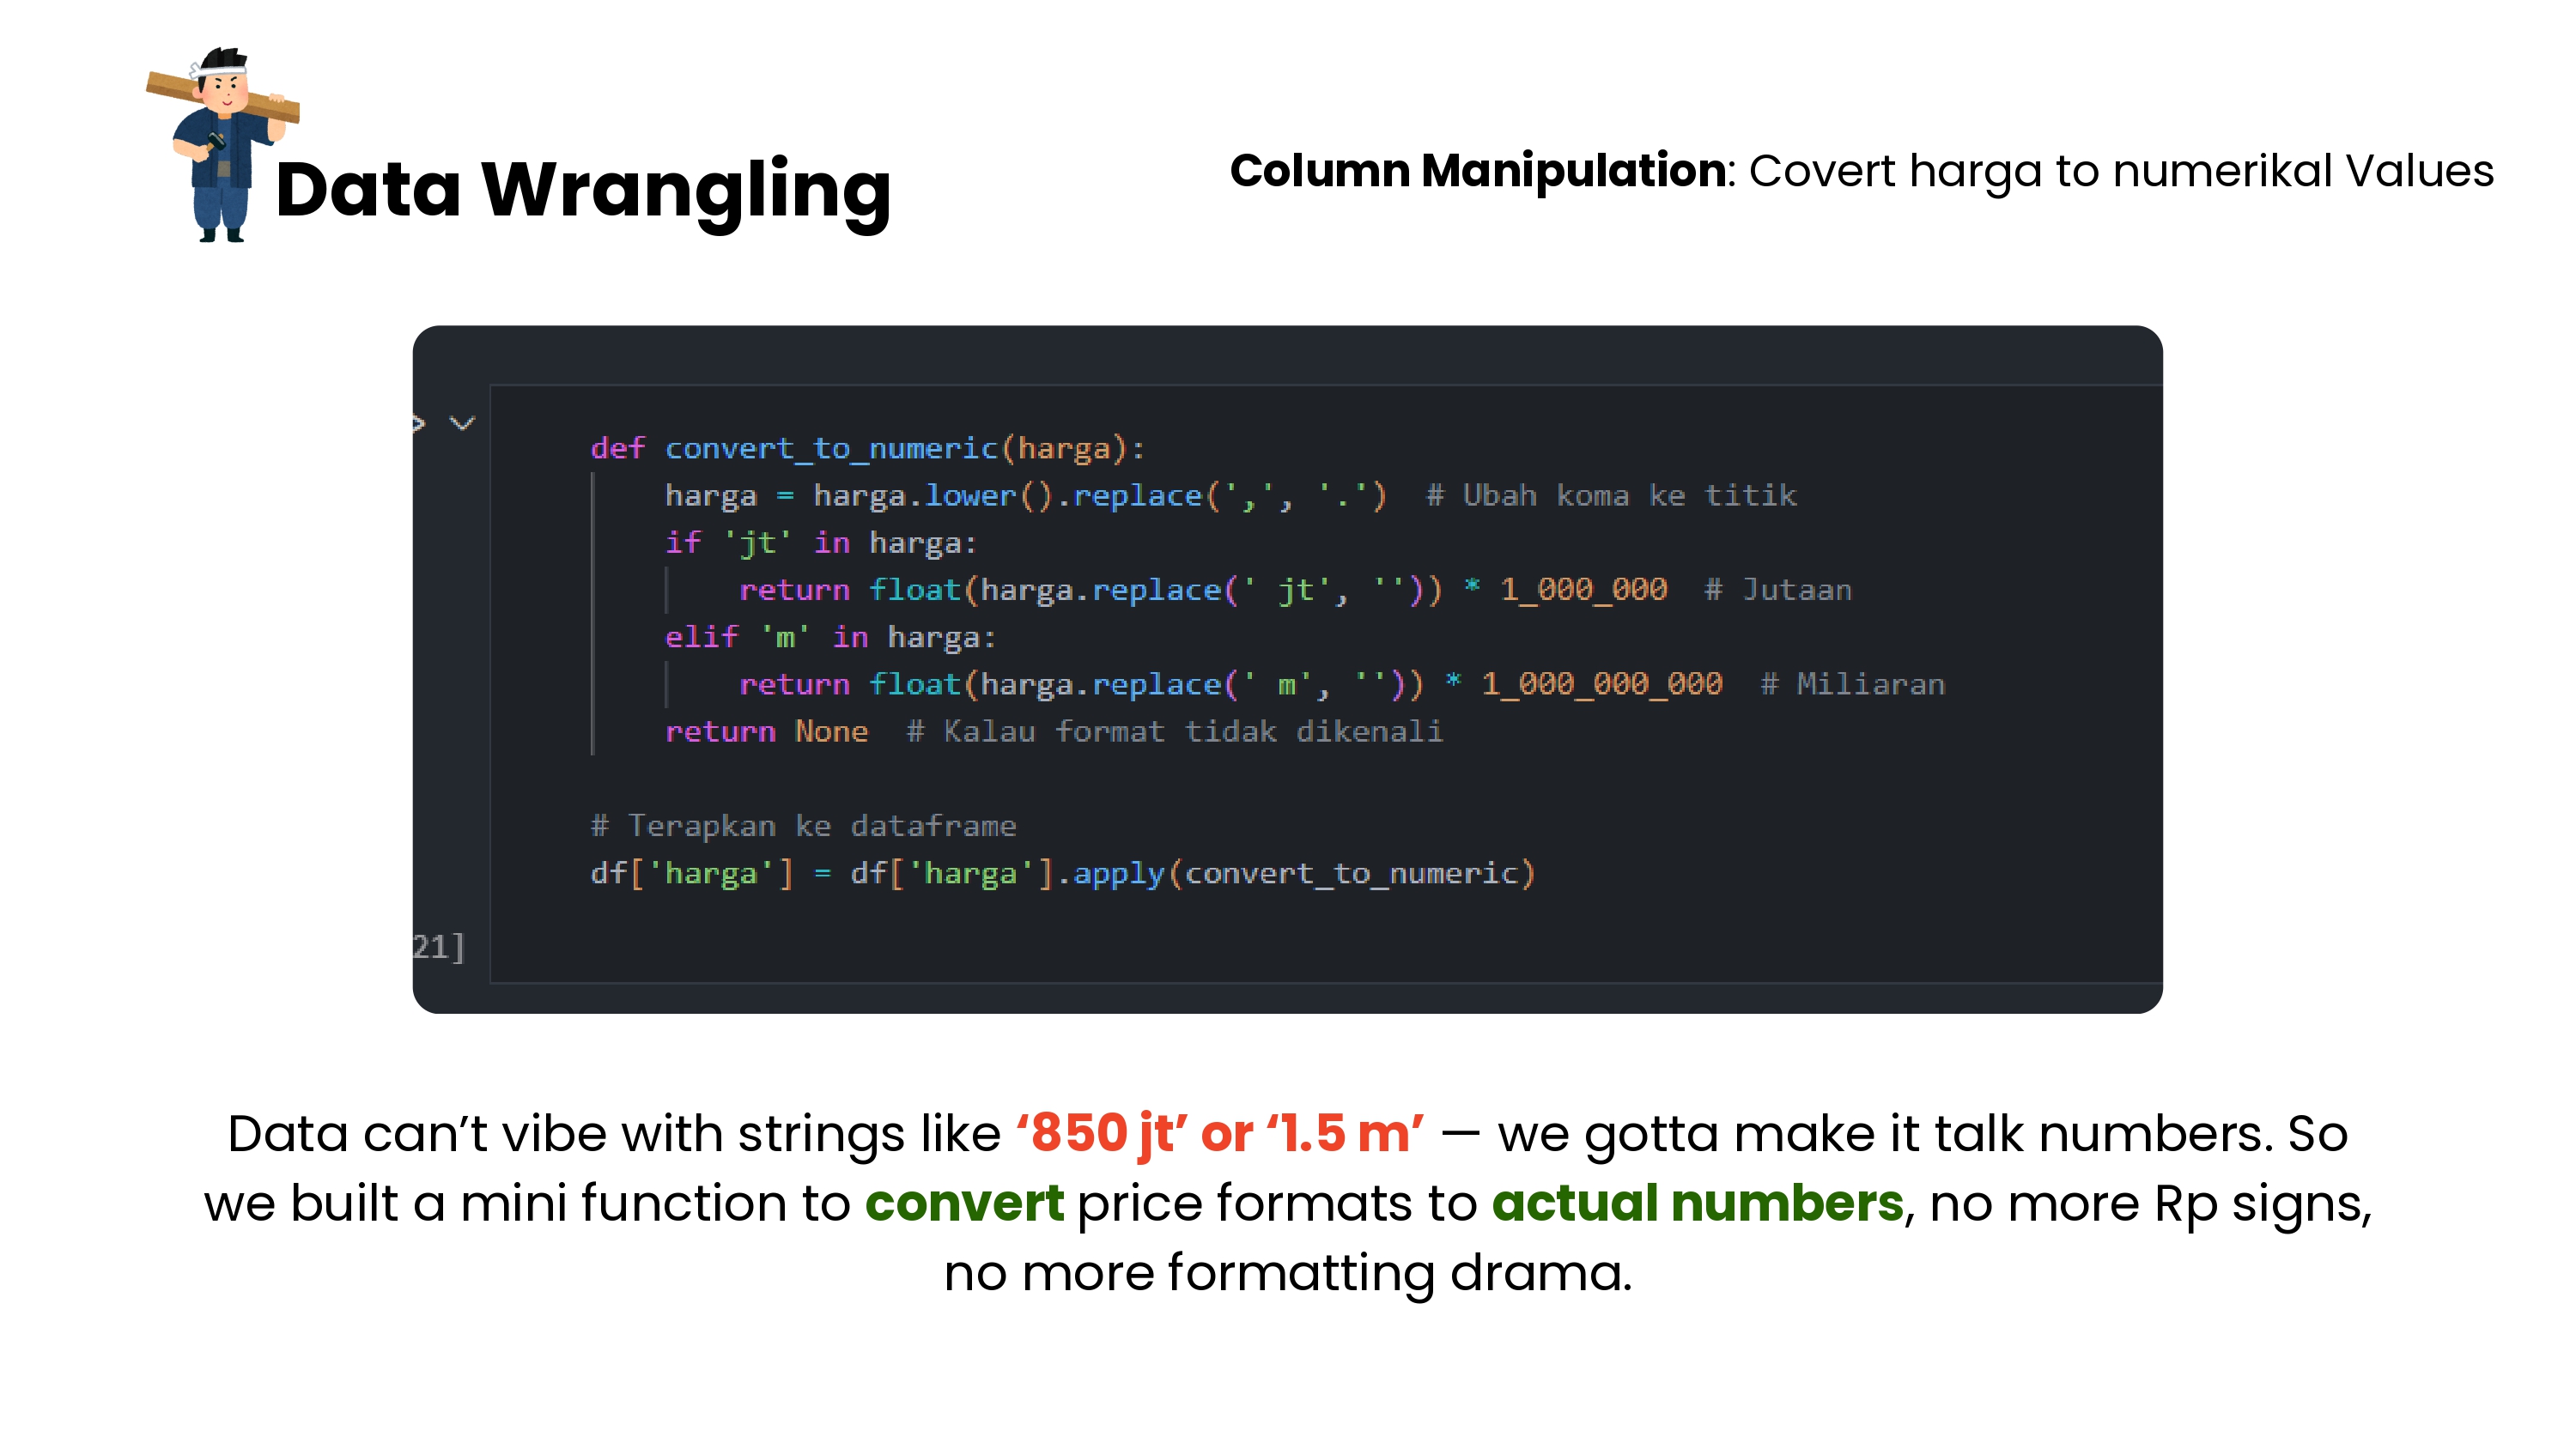 Data Wrangling
Column Manipulation: Covert harga to numerikal Values
def convert_to_numeric(harga):
    harga = harga.lower().replace(',', '.')  # Ubah koma ke titik
    if 'jt' in harga:
        return float(harga.replace(' jt', '')) * 1_000_000  # Jutaan
    elif 'm' in harga:
        return float(harga.replace(' m', '')) * 1_000_000_000  # Miliaran
    return None  # Kalau format tidak dikenali
# Terapkan ke dataframe
df['harga'] = df['harga'].apply(convert_to_numeric)
21]
Data can’t vibe with strings like ‘850 jt’ or ‘1.5 m’ — we gotta make it talk numbers. So
we built a mini function to convert price formats to actual numbers, no more Rp signs,
no more formatting drama.